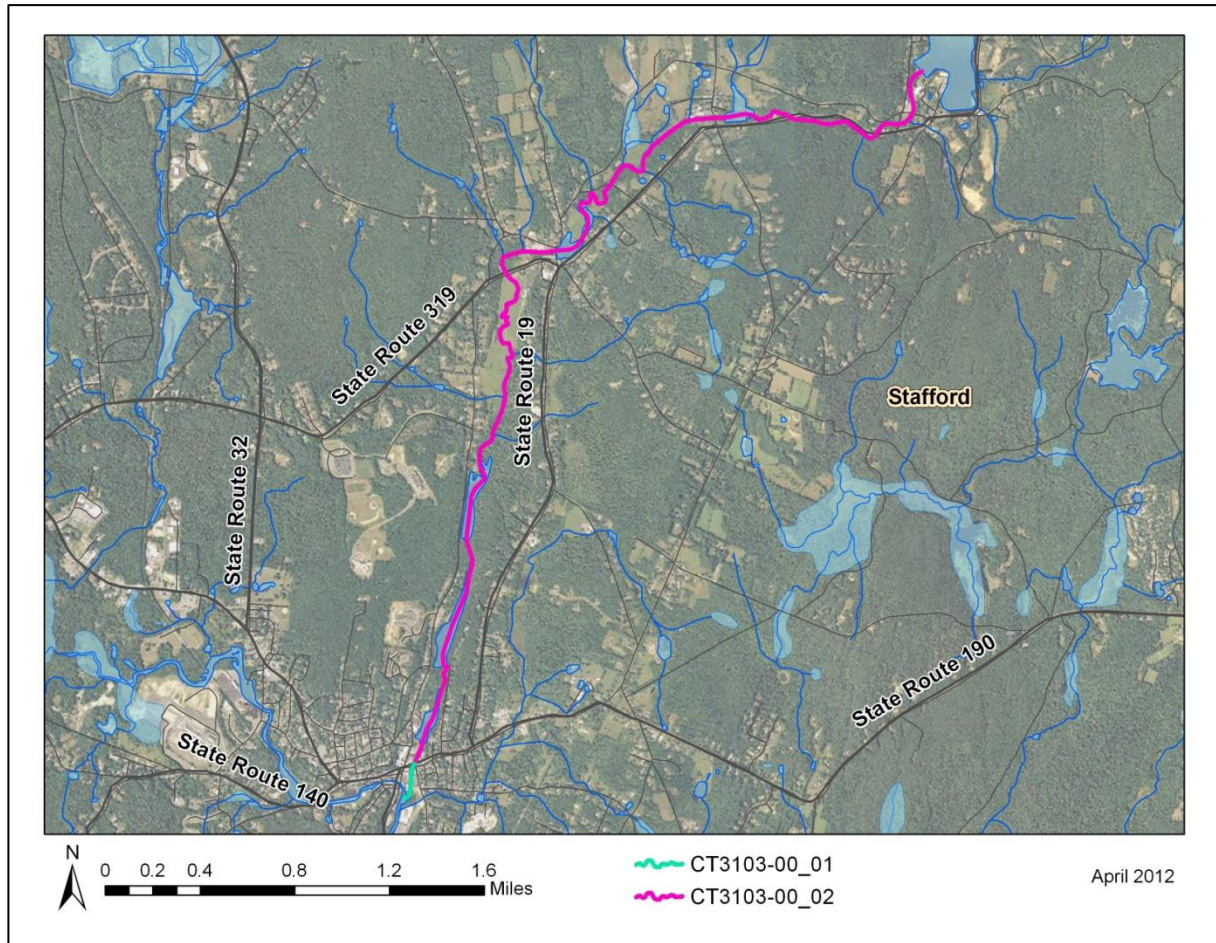 State Route 319
State Route 19
Stafford
State Route 32
State Route 190
State Route 140
N
0 0.2 0.4 0.8 1.2 1.6
Miles
CT3103-00_01
CT3103-00_02
April 2012